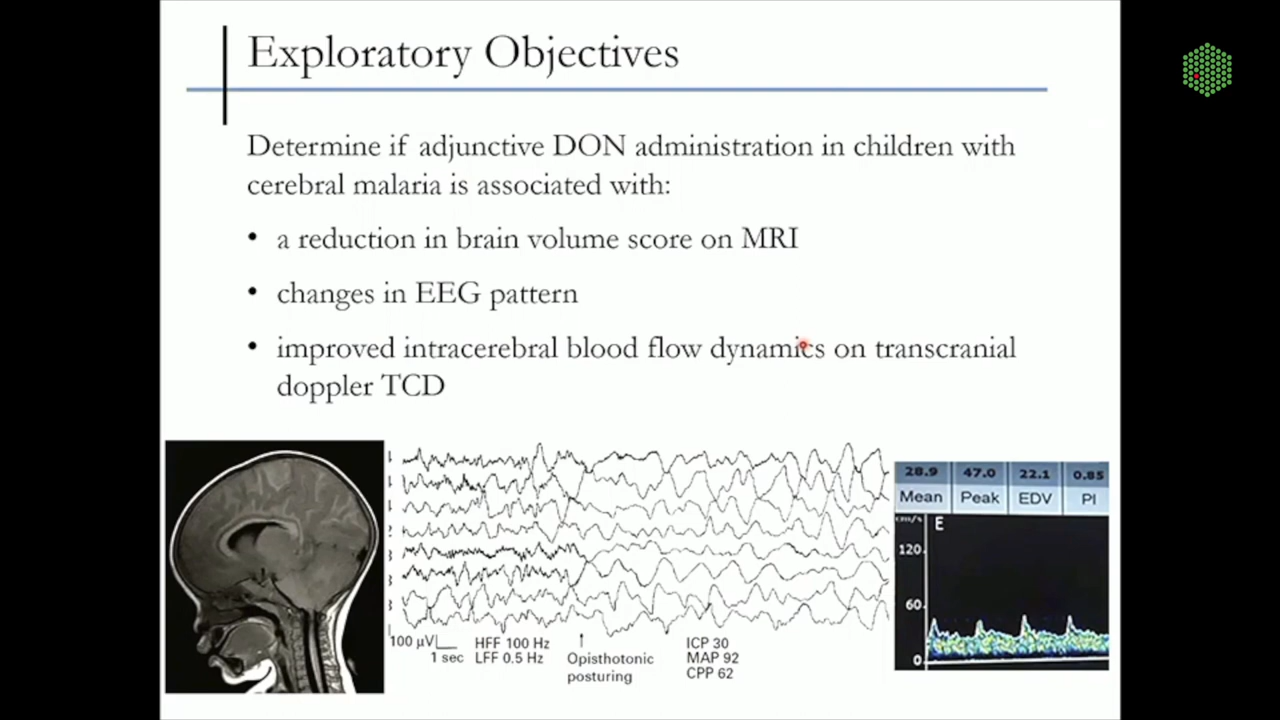 Exploratory Objectives
Determine if adjunctive DON administration in children with
cerebral malaria is associated with:
• a reduction in brain volume score on MRI
• changes in EEG pattern
• improved intracerebral blood flow dynamics on transcranial
doppler TCD
100 µV
1 sec
HFF 100 Hz
LFF 0.5 Hz
Opisthotonic
posturing
ICP 30
MAP 92
CPP 62
28.9 47.0 22.1 0.85
Mean Peak EDV PI
cm/s E
120
60
0